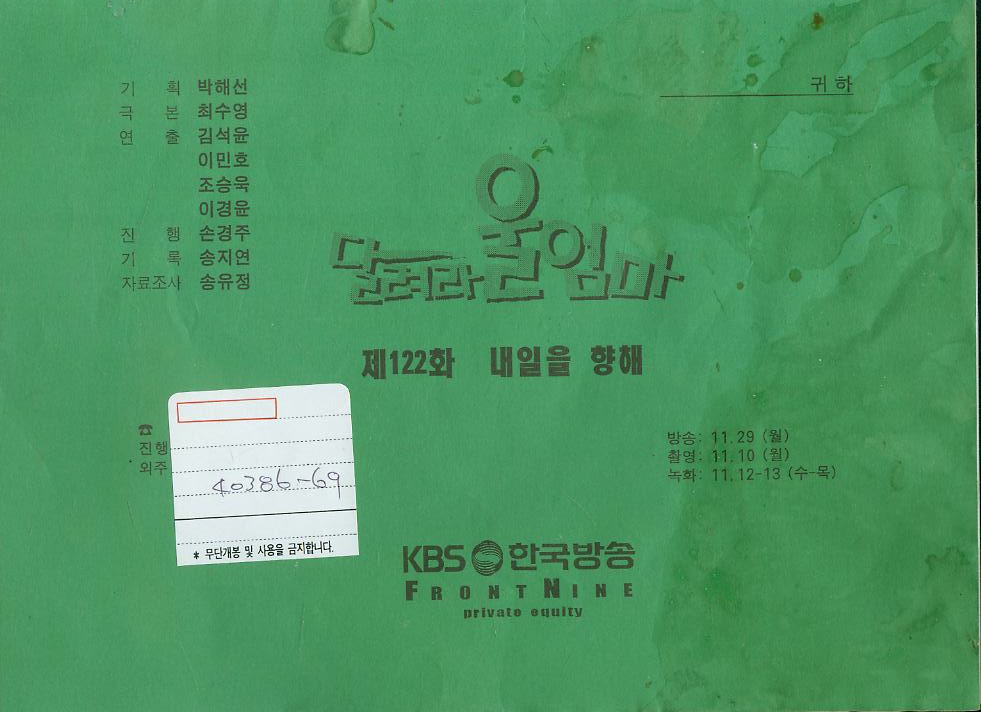 귀하
기 획 박해선
극 본 최수영
연 출 김석윤
이민호
조승욱
이경윤
진 행 손경주
기 록 송지연
자료조사 송유정
달려라 울엄마
제122화 내일을 향해
☎
진행
외주
40386-69
* 무단개봉 및 사용을 금지합니다.
방송: 11.29 (월)
촬영: 11.10 (월)
녹화: 11.12-13 (수-목)
KBS 한국방송
FRONTNINE
private equity